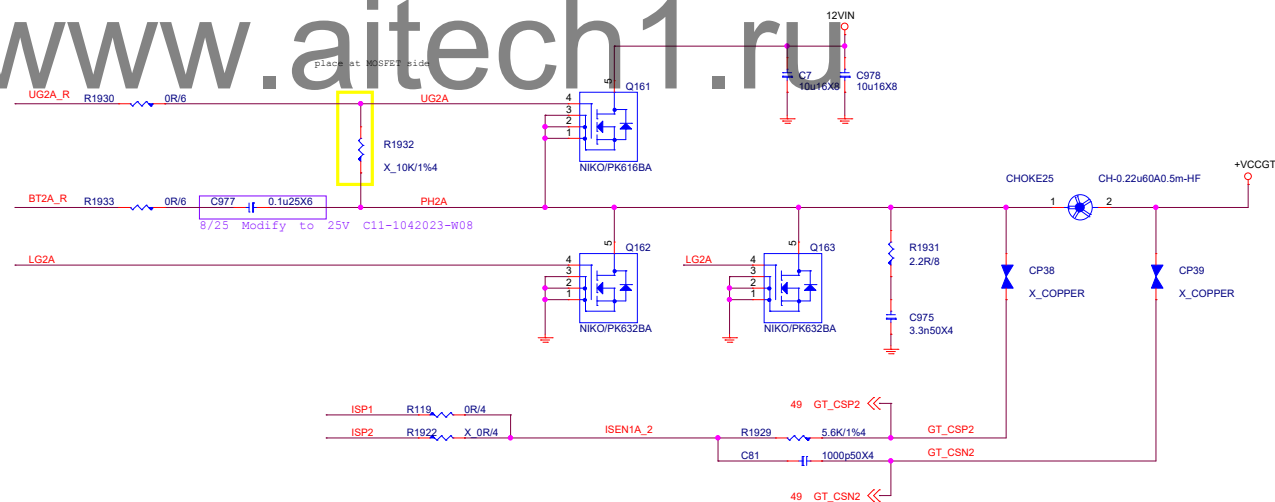 www.aitech1.ru
12VIN
place at MOSFET side
C7
10u16X8
C978
10u16X8
UG2A_R
R1930
0R/6
UG2A
Q161
5
4
3
2
1
NIKO/PK616BA
R1932
X_10K/1%4
+VCCGT
CHOKE25
CH-0.22u60A0.5m-HF
1
2
BT2A_R
R1933
0R/6
C977
0.1u25X6
PH2A
8/25 Modify to 25V C11-1042023-W08
LG2A
Q162
5
4
3
2
1
NIKO/PK632BA
LG2A
Q163
5
4
3
2
1
NIKO/PK632BA
R1931
2.2R/8
C975
3.3n50X4
CP38
X_COPPER
CP39
X_COPPER
ISP1
R119
0R/4
ISP2
R1922
X_0R/4
ISEN1A_2
49 GT_CSP2
R1929
5.6K/1%4
GT_CSP2
C81
1000p50X4
GT_CSN2
49 GT_CSN2